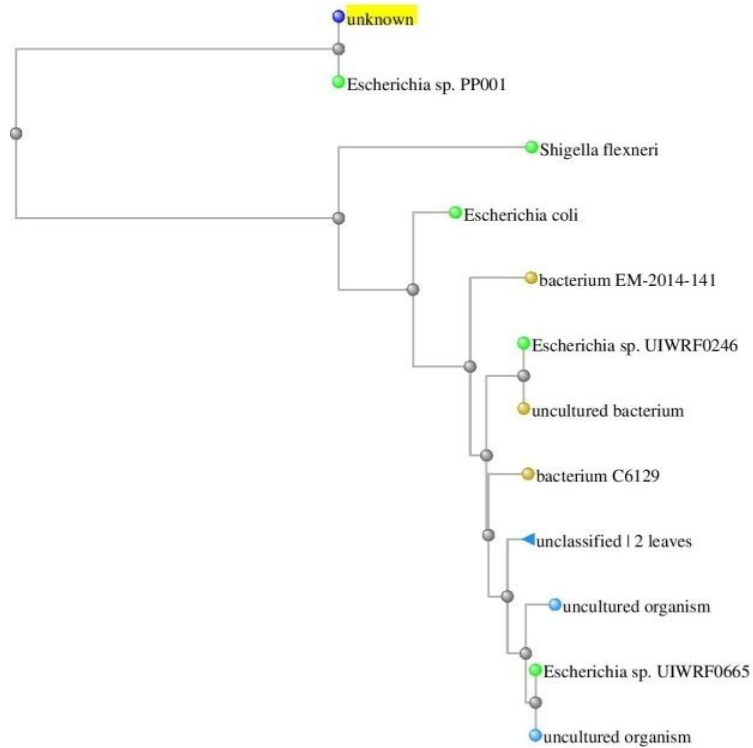 unknown
Escherichia sp. PP001
Shigella flexneri
Escherichia coli
bacterium EM-2014-141
Escherichia sp. UIWRF0246
uncultured bacterium
bacterium C6129
unclassified | 2 leaves
uncultured organism
Escherichia sp. UIWRF0665
uncultured organism